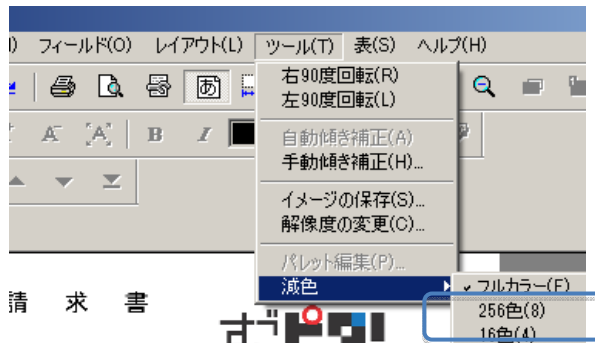 フィールド(O) レイアウト(L) ツール(T) 表(S) ヘルプ(H)
あ
右90度回転(R)
左90度回転(L)
A A B I
自動傾き補正(A)
手動傾き補正(H)...
イメージの保存(S)...
解像度の変更(C)...
パレット編集(P)...
減色
フルカラー(F)
256色(8)
16色(4)
請求書